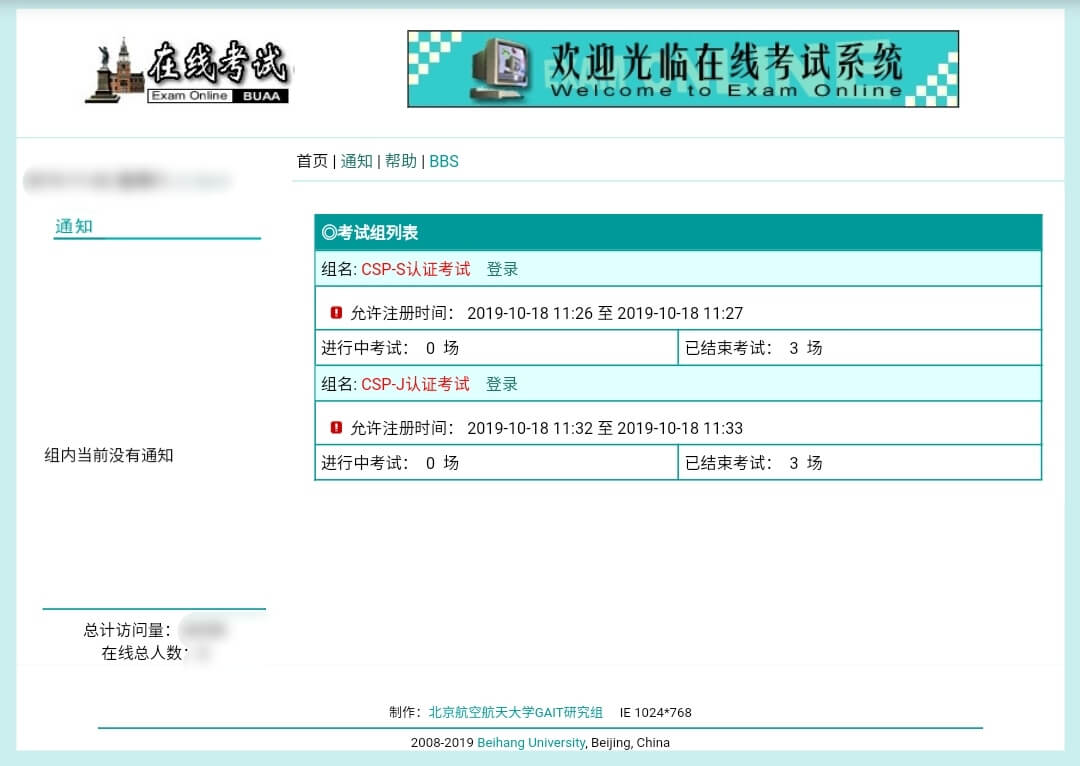 在线考试
Exam Online BUAA
欢迎光临在线考试系统
Welcome to Exam Online
首页 | 通知 | 帮助 | BBS
通知
组内当前没有通知
总计访问量：
在线总人数：
◎考试组列表
组名: CSP-S认证考试 登录
允许注册时间： 2019-10-18 11:26 至 2019-10-18 11:27
进行中考试： 0 场 已结束考试： 3 场
组名: CSP-J认证考试 登录
允许注册时间： 2019-10-18 11:32 至 2019-10-18 11:33
进行中考试： 0 场 已结束考试： 3 场
制作：北京航空航天大学GAIT研究组 IE 1024*768
2008-2019 Beihang University, Beijing, China